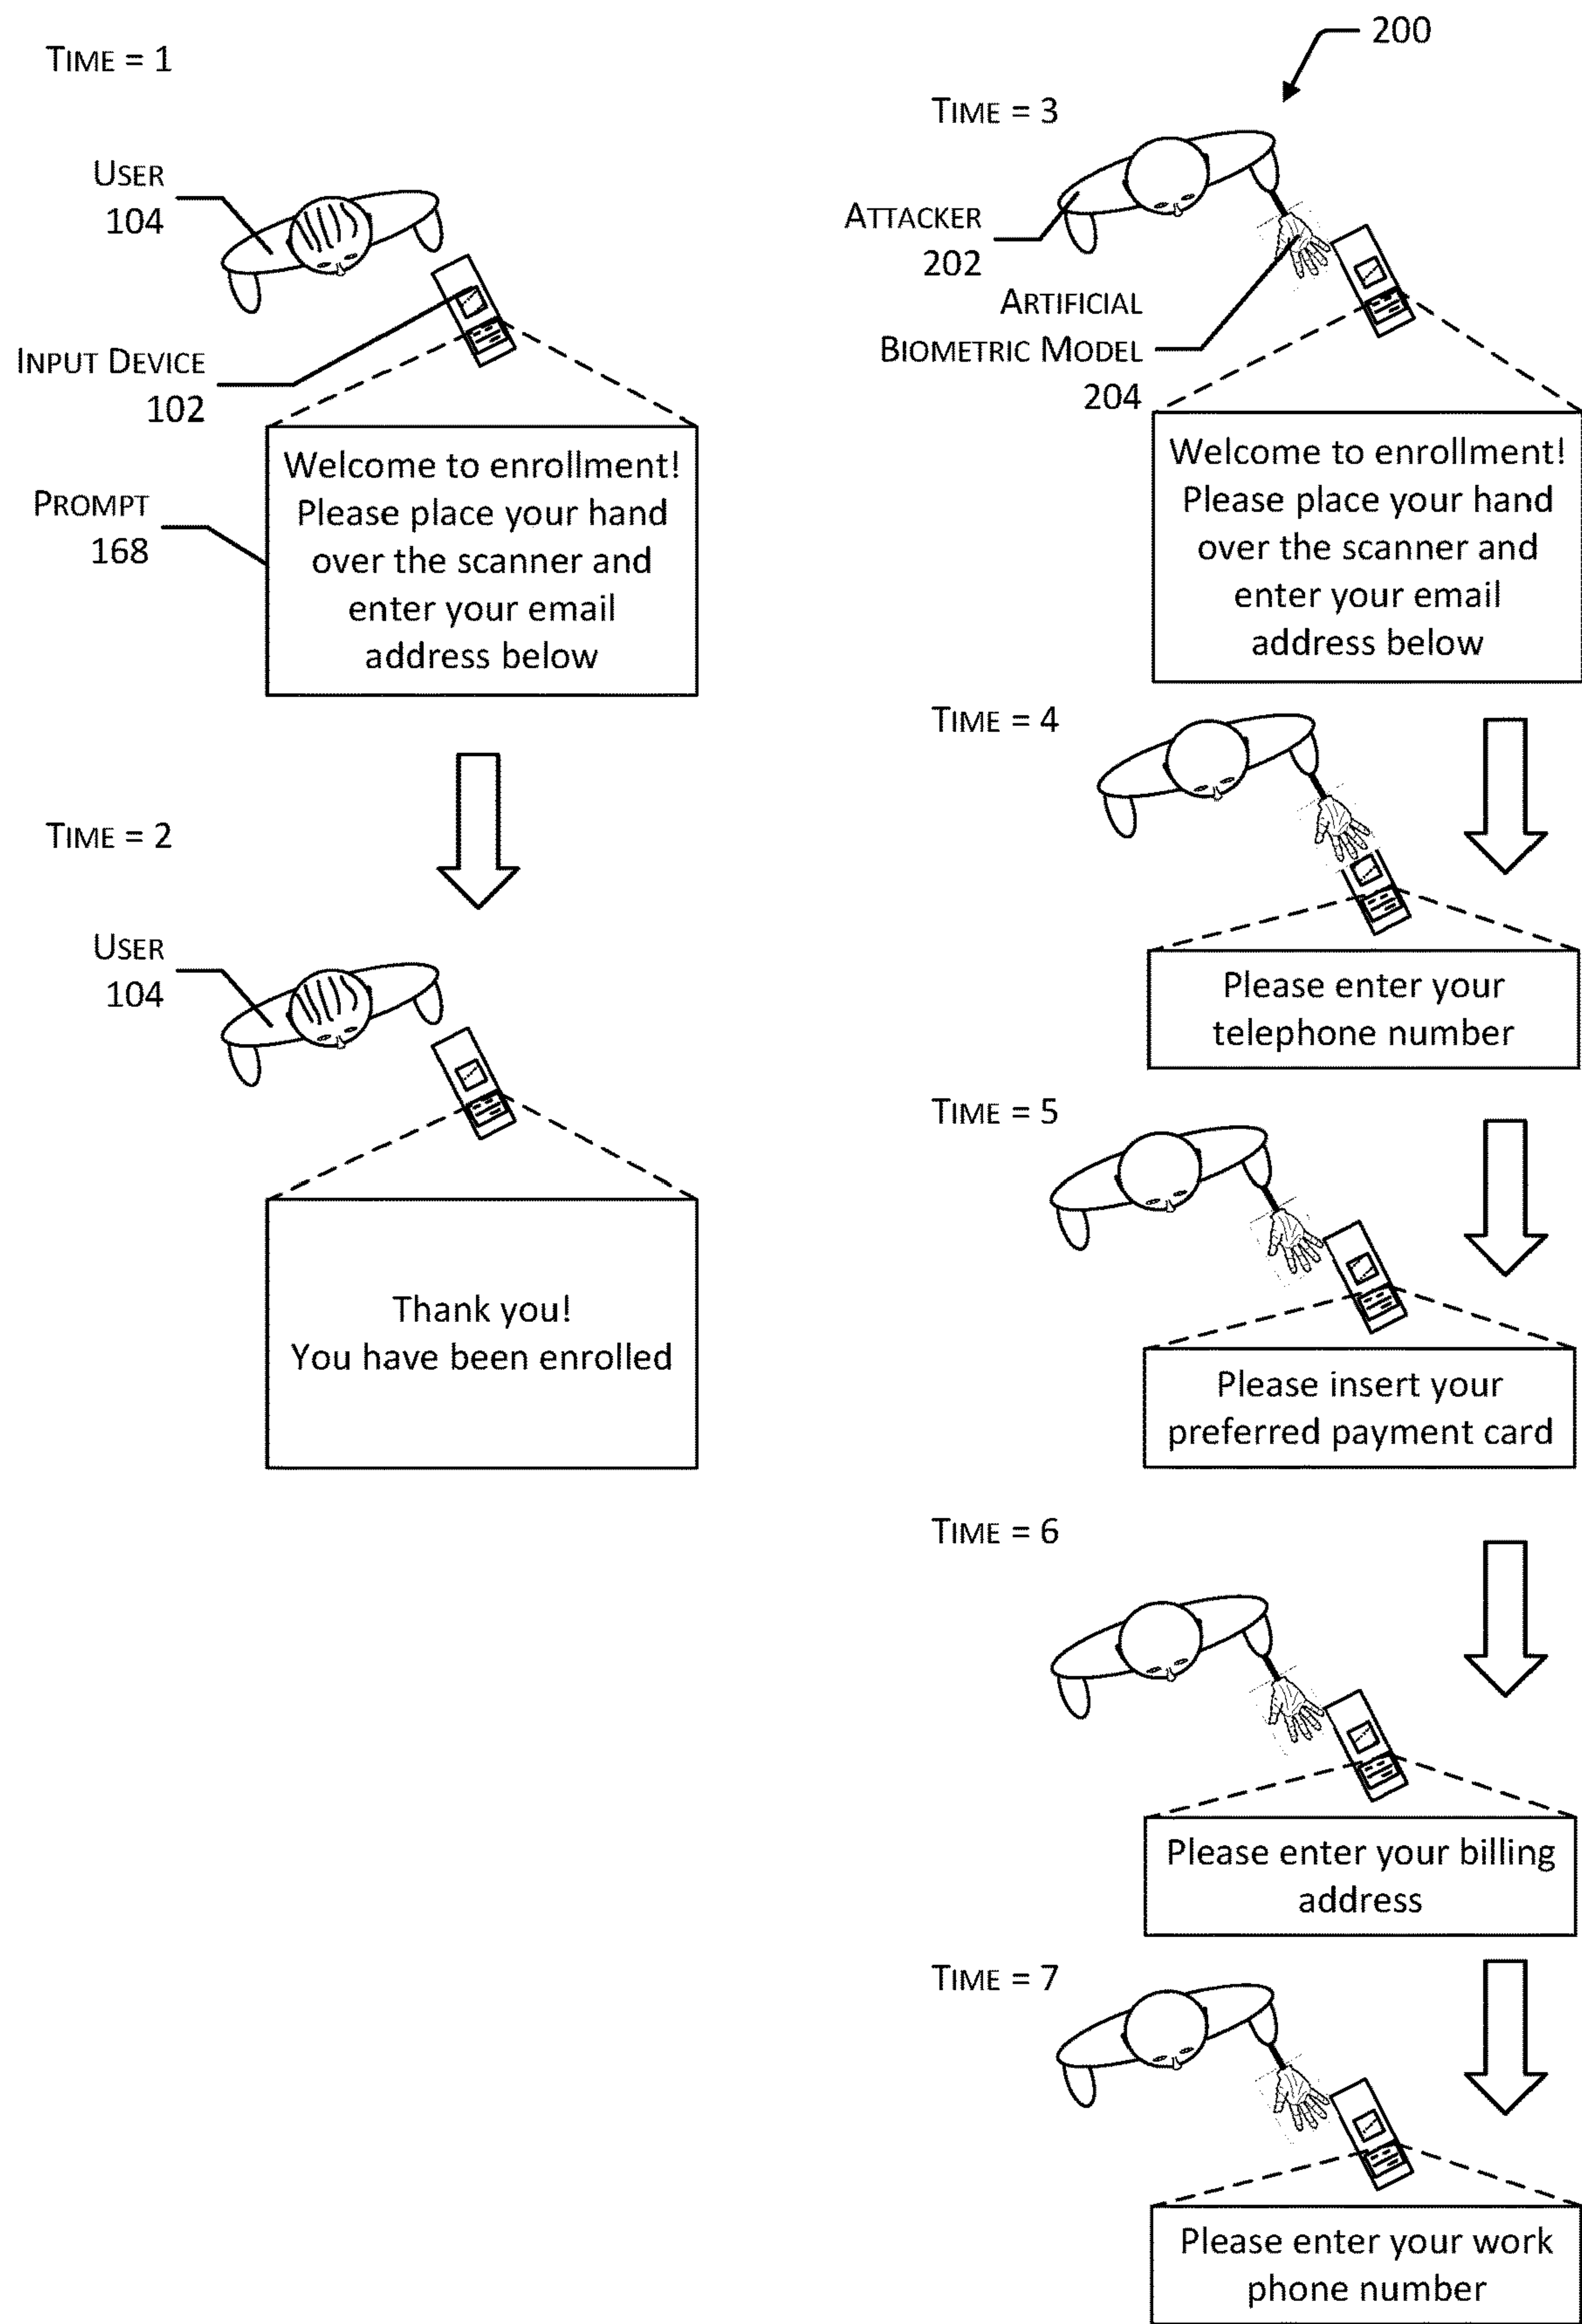 TIME = 1
USER
104
INPUT DEVICE
102
PROMPT
168
Welcome to enrollment!
Please place your hand
over the scanner and
enter your email
address below
TIME = 2
USER
104
Thank you!
You have been enrolled
200
TIME = 3
ATTACKER
202
ARTIFICIAL
BIOMETRIC MODEL
204
Welcome to enrollment!
Please place your hand
over the scanner and
enter your email
address below
TIME = 4
Please enter your
telephone number
TIME = 5
Please insert your
preferred payment card
TIME = 6
Please enter your billing
address
TIME = 7
Please enter your work
phone number